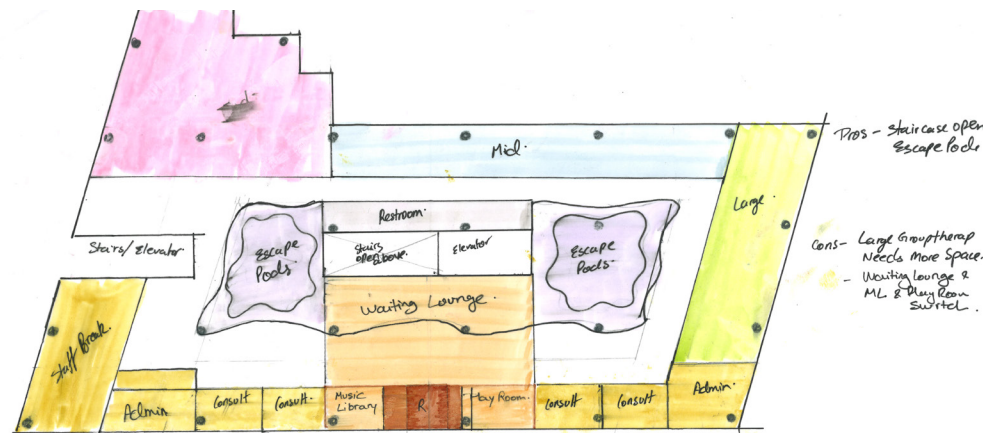 Mid.
Pros - Staircase open
Escape Pods
Large.
Restroom.
Stairs/Elevator
Escape
Pods
Stairs
open
above.
Elevator
Escape
Pods.
Cons - Large Grouptherap
Needs More Space.
- Waiting Lounge &
ML & Play Room
Switch.
Waiting Lounge.
Staff Break.
Admin
Consult
Consult.
Music
Library
R
Play Room.
Consult
Consult
Admin.